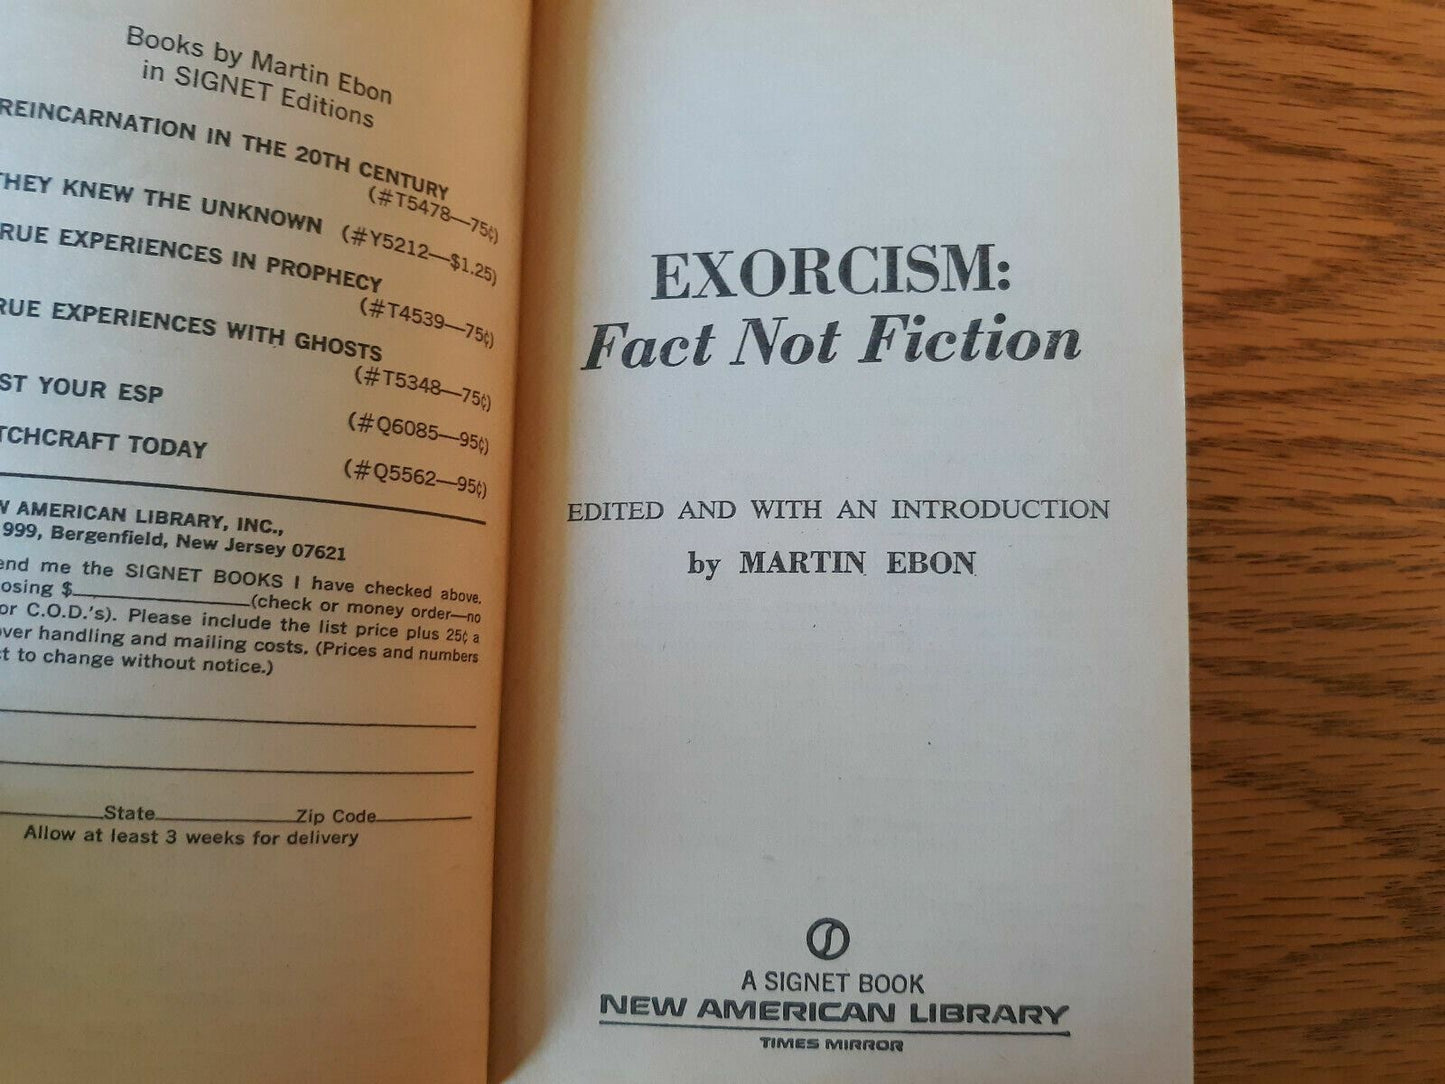 Books by Martin Ebon
in SIGNET Editions
REINCARNATION IN THE 20TH CENTURY
(#T5478—75¢)
THEY KNEW THE UNKNOWN (#Y5212—$1.25)
RUE EXPERIENCES IN PROPHECY
(#T4539—75¢)
RUE EXPERIENCES WITH GHOSTS
(#T5348—75¢)
ST YOUR ESP (#Q6085—95¢)
TCHCRAFT TODAY (#Q5562—95¢)
W AMERICAN LIBRARY, INC.,
999, Bergenfield, New Jersey 07621
end me the SIGNET BOOKS I have checked above.
osing $ (check or money order—no
or C.O.D.'s). Please include the list price plus 25¢ a
over handling and mailing costs. (Prices and numbers
ct to change without notice.)
State Zip Code
Allow at least 3 weeks for delivery
EXORCISM:
Fact Not Fiction
EDITED AND WITH AN INTRODUCTION
by MARTIN EBON
A SIGNET BOOK
NEW AMERICAN LIBRARY
TIMES MIRROR